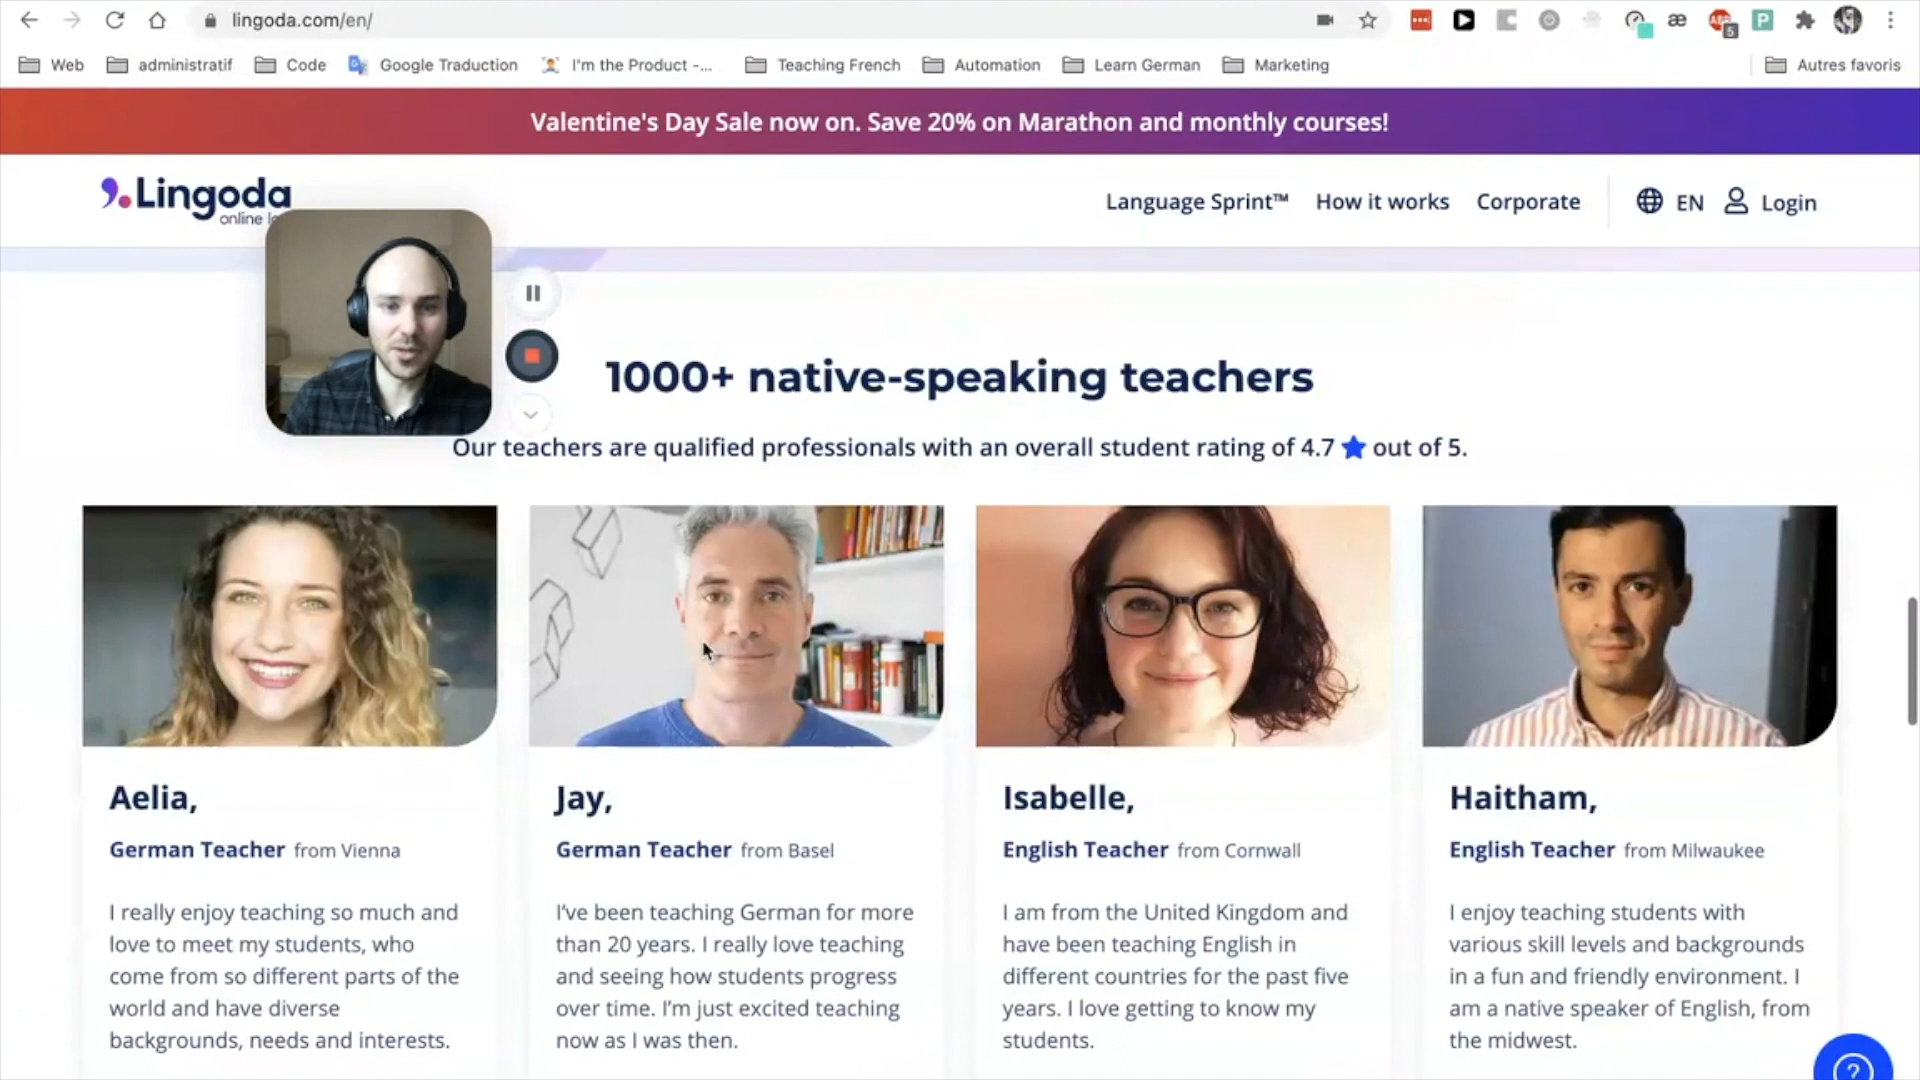 lingoda.com/en/
5
Web administratif Code Google Traduction I'm the Product -... Teaching French Automation Learn German Marketing Autres favoris
Valentine's Day Sale now on. Save 20% on Marathon and monthly courses!
Lingoda
online
Language Sprint™ How it works Corporate EN Login
1000+ native-speaking teachers
Our teachers are qualified professionals with an overall student rating of 4.7 out of 5.
Aelia,
German Teacher from Vienna
I really enjoy teaching so much and
love to meet my students, who
come from so different parts of the
world and have diverse
backgrounds, needs and interests.
Jay,
German Teacher from Basel
I've been teaching German for more
than 20 years. I really love teaching
and seeing how students progress
over time. I'm just excited teaching
now as I was then.
Isabelle,
English Teacher from Cornwall
I am from the United Kingdom and
have been teaching English in
different countries for the past five
years. I love getting to know my
students.
Haitham,
English Teacher from Milwaukee
I enjoy teaching students with
various skill levels and backgrounds
in a fun and friendly environment. I
am a native speaker of English, from
the midwest.